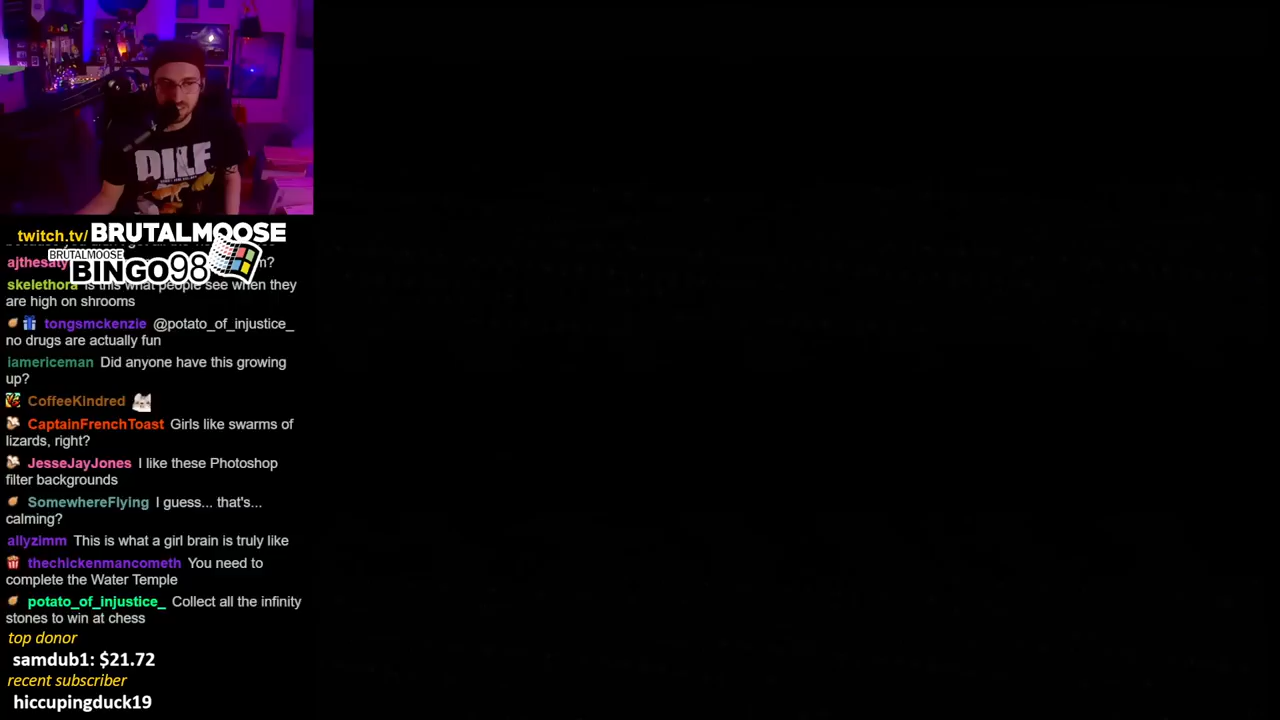 DILF
twitch.tv/BRUTALMOOSE
BRUTALMOOSE
BINGO98
ajthesaty
skelethora Is this what people see when they
are high on shrooms
tongsmckenzie @potato_of_injustice_
no drugs are actually fun
iamericeman Did anyone have this growing
up?
CoffeeKIndred
CaptainFrenchToast Girls like swarms of
lizards, right?
JesseJayJones I like these Photoshop
filter backgrounds
SomewhereFlying I guess... that's...
calming?
allyzimm This is what a girl brain is truly like
thechickenmancometh You need to
complete the Water Temple
potato_of_injustice_ Collect all the infinity
stones to win at chess
top donor
samdub1: $21.72
recent subscriber
hiccupingduck19